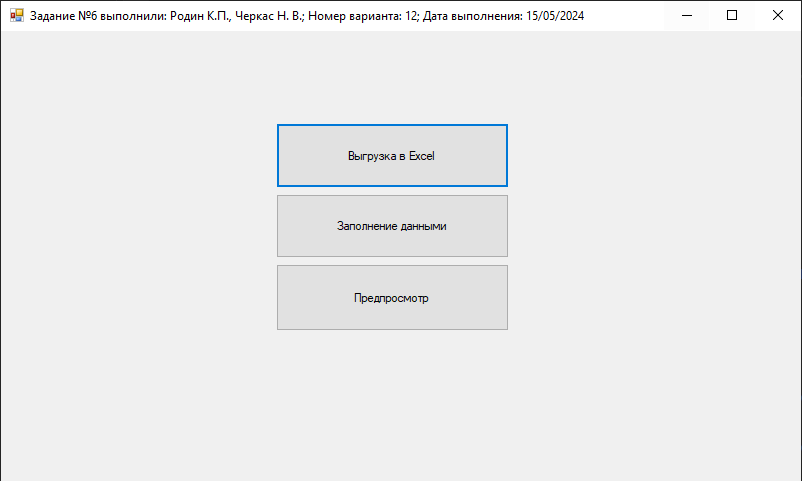 Задание №6 выполнили: Родин К.П., Черкас Н. В.; Номер варианта: 12; Дата выполнения: 15/05/2024
Выгрузка в Excel
Заполнение данными
Предпросмотр